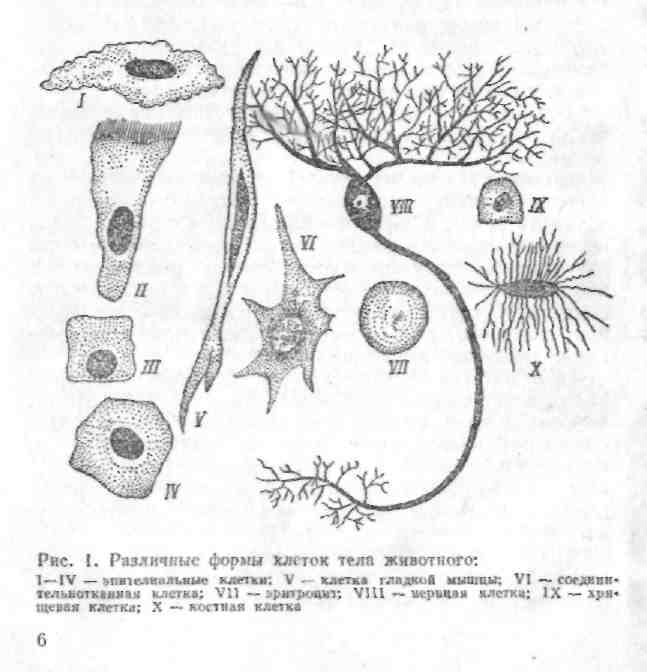 I
II
III
IV
V
VI
VII
VIII
IX
X
Рис. 1. Различные формы клеток тела животного:
I—IV — эпителиальные клетки; V — клетка гладкой мышцы; VI — соедини-
тельнотканная клетка; VII — эритроцит; VIII — нервная клетка; IX — хря-
щевая клетка; X — костная клетка
6